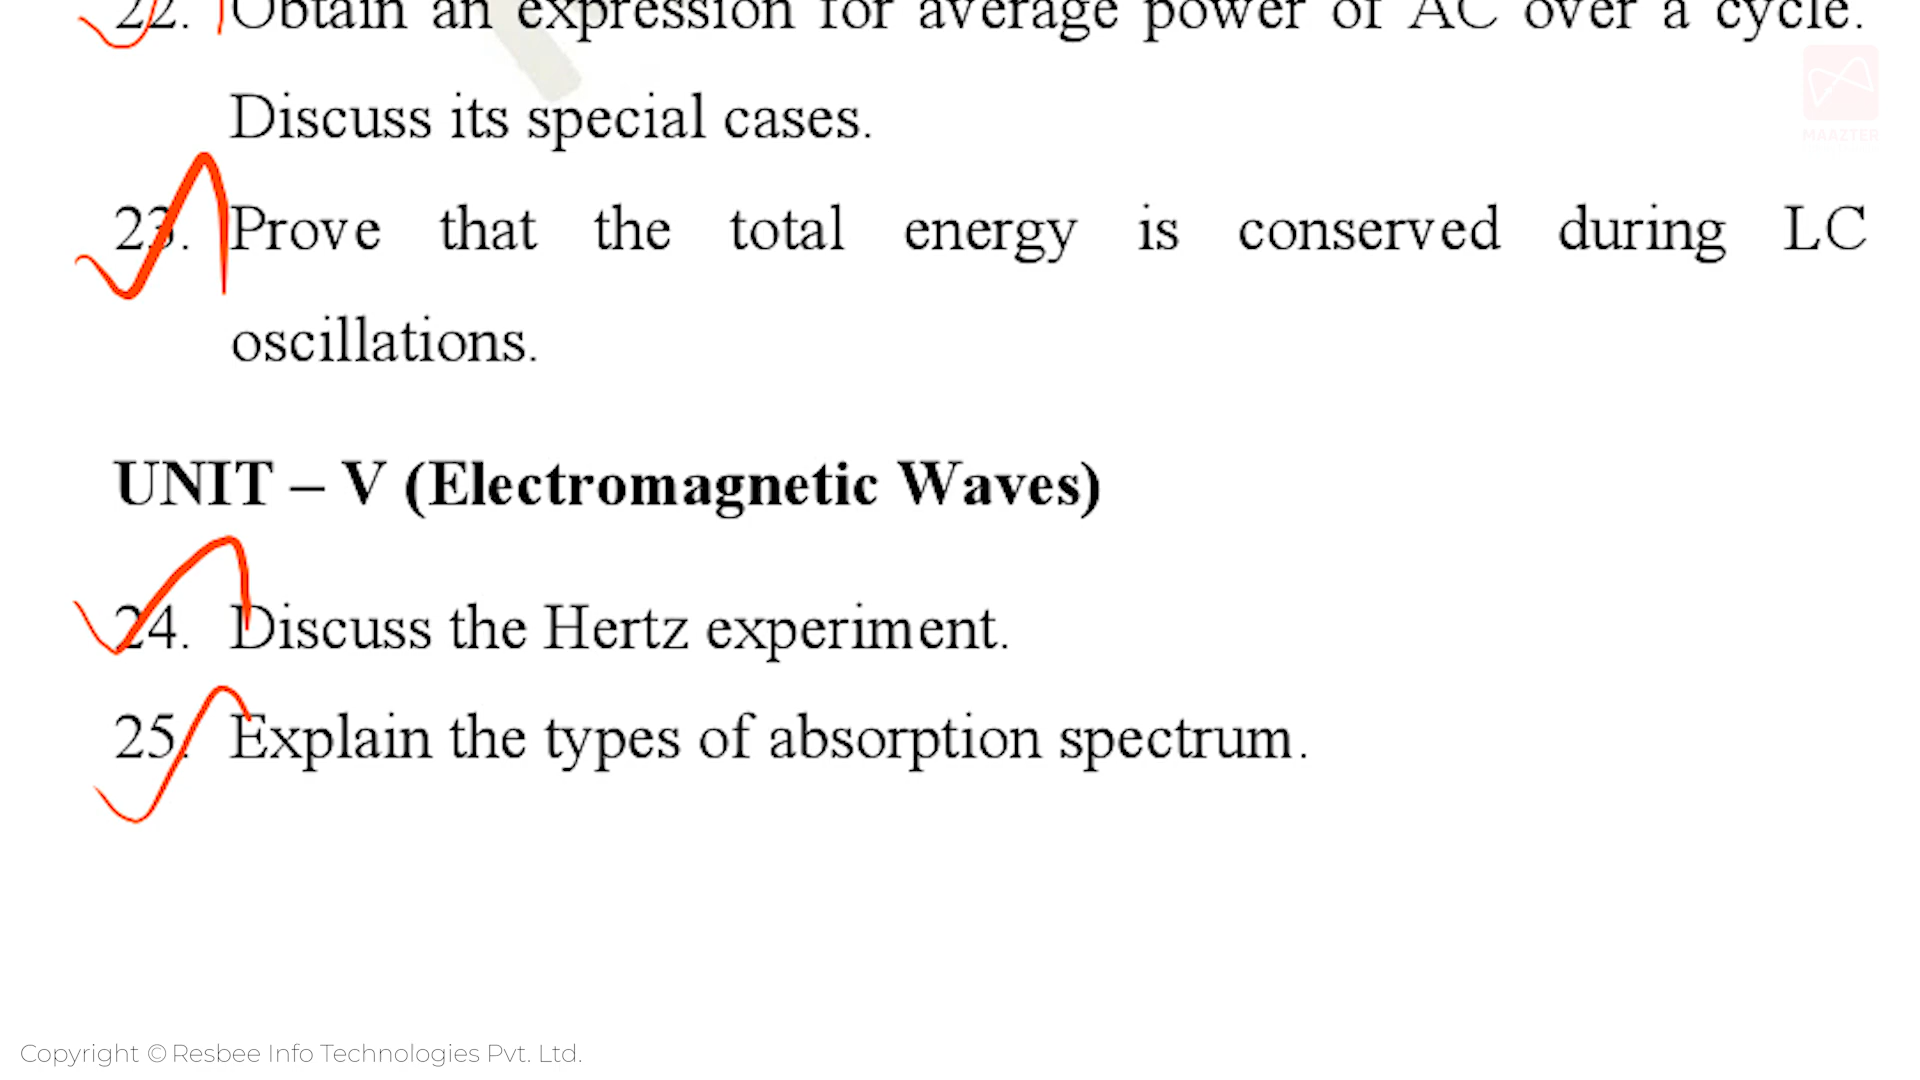 22. Obtain an expression for average power of AC over a cycle.
Discuss its special cases.
MAAZTER
23. Prove that the total energy is conserved during LC
oscillations.
UNIT – V (Electromagnetic Waves)
24. Discuss the Hertz experiment.
25. Explain the types of absorption spectrum.
Copyright © Resbee Info Technologies Pvt. Ltd.